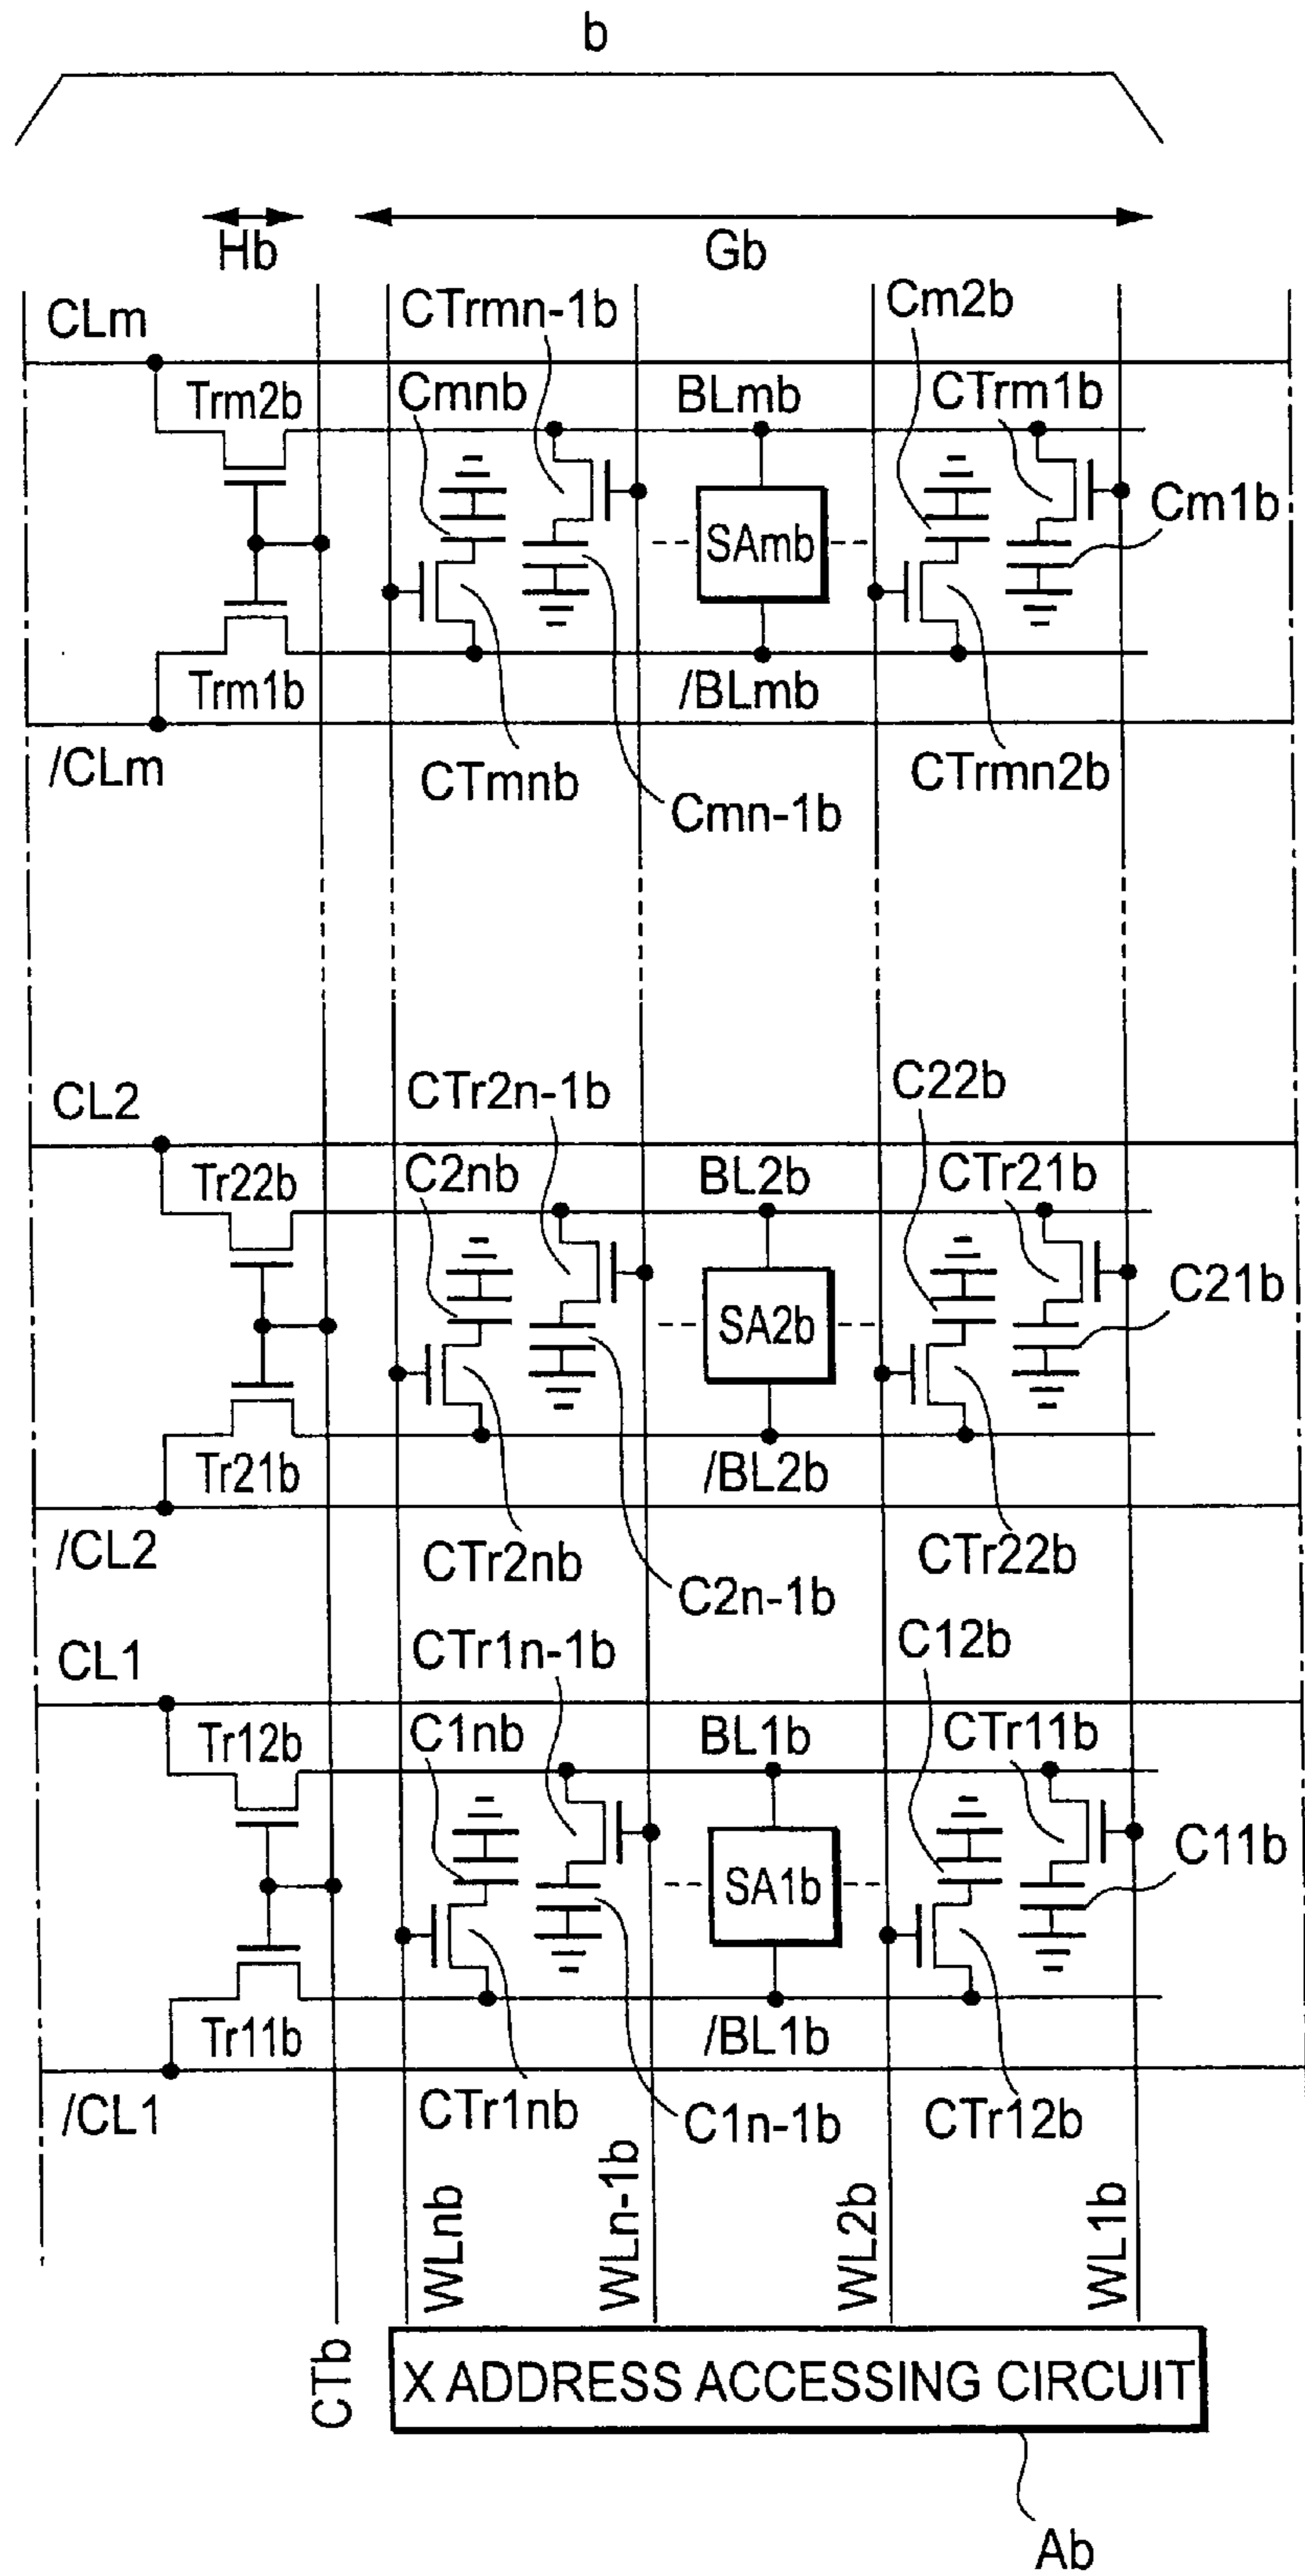 b
Hb
Gb
CLm
CTrmn-1b
Cm2b
Trm2b
Cmnb
BLmb
CTrm1b
SAmb
Cm1b
Trm1b
/BLmb
/CLm
CTmnb
Cmn-1b
CTrmn2b
CL2
CTr2n-1b
C22b
Tr22b
C2nb
BL2b
CTr21b
SA2b
C21b
Tr21b
/BL2b
/CL2
CTr2nb
C2n-1b
CTr22b
CL1
CTr1n-1b
C12b
Tr12b
C1nb
BL1b
CTr11b
SA1b
C11b
Tr11b
/BL1b
/CL1
CTr1nb
C1n-1b
CTr12b
CTb
WLnb
WLn-1b
WL2b
WL1b
X ADDRESS ACCESSING CIRCUIT
Ab